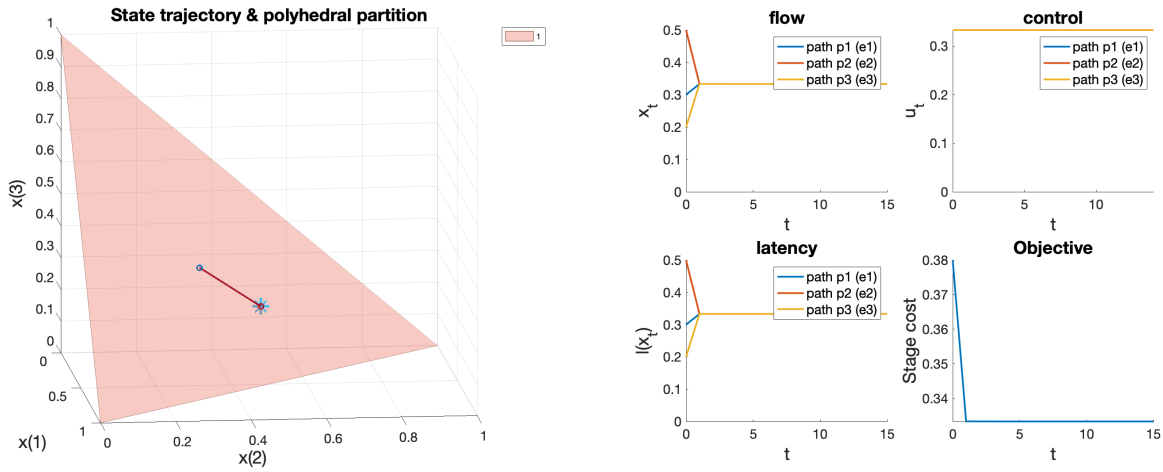 State trajectory & polyhedral partition
1
1
0.9
0.8
0.7
0.6
0.5
0.4
0.3
0.2
0.1
0
x(3)
0
0.5
1
x(1)
0
0.2
0.4
0.6
0.8
1
x(2)
flow
0.5
0.4
0.3
0.2
0.1
0
x_t
path p1 (e1)
path p2 (e2)
path p3 (e3)
0 5 10 15
t
control
0.3
0.2
0.1
0
u_t
path p1 (e1)
path p2 (e2)
path p3 (e3)
0 5 10
t
latency
0.5
0.4
0.3
0.2
0.1
0
l(x_t)
path p1 (e1)
path p2 (e2)
path p3 (e3)
0 5 10 15
t
Objective
0.38
0.37
0.36
0.35
0.34
Stage cost
0 5 10 15
t